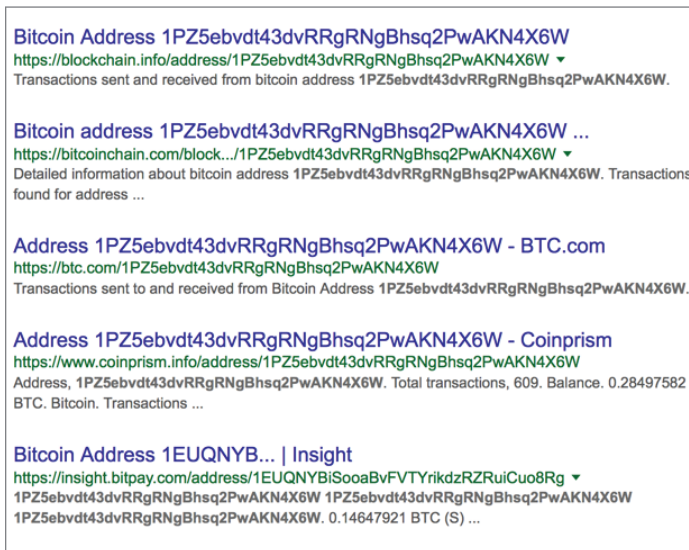 Bitcoin Address 1PZ5ebvdt43dvRRgRNgBhsq2PwAKN4X6W
https://blockchain.info/address/1PZ5ebvdt43dvRRgRNgBhsq2PwAKN4X6W
Transactions sent and received from bitcoin address 1PZ5ebvdt43dvRRgRNgBhsq2PwAKN4X6W.
Bitcoin address 1PZ5ebvdt43dvRRgRNgBhsq2PwAKN4X6W ...
https://bitcoinchain.com/block.../1PZ5ebvdt43dvRRgRNgBhsq2PwAKN4X6W
Detailed information about bitcoin address 1PZ5ebvdt43dvRRgRNgBhsq2PwAKN4X6W. Transactions
found for address ...
Address 1PZ5ebvdt43dvRRgRNgBhsq2PwAKN4X6W - BTC.com
https://btc.com/1PZ5ebvdt43dvRRgRNgBhsq2PwAKN4X6W
Transactions sent to and received from Bitcoin Address 1PZ5ebvdt43dvRRgRNgBhsq2PwAKN4X6W.
Address 1PZ5ebvdt43dvRRgRNgBhsq2PwAKN4X6W - Coinprism
https://www.coinprism.info/address/1PZ5ebvdt43dvRRgRNgBhsq2PwAKN4X6W
Address, 1PZ5ebvdt43dvRRgRNgBhsq2PwAKN4X6W. Total transactions, 609. Balance. 0.28497582
BTC. Bitcoin. Transactions ...
Bitcoin Address 1EUQNYB... | Insight
https://insight.bitpay.com/address/1EUQNYBiSooaBvFVTYrikdzRZRuiCuo8Rg
1PZ5ebvdt43dvRRgRNgBhsq2PwAKN4X6W 1PZ5ebvdt43dvRRgRNgBhsq2PwAKN4X6W
1PZ5ebvdt43dvRRgRNgBhsq2PwAKN4X6W. 0.14647921 BTC (S) ...